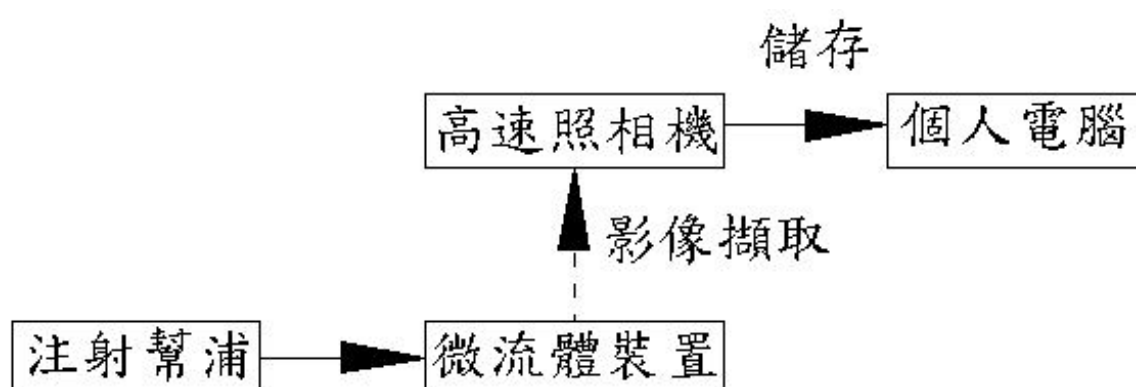 儲存
高速照相機
個人電腦
影像擷取
注射幫浦
微流體裝置